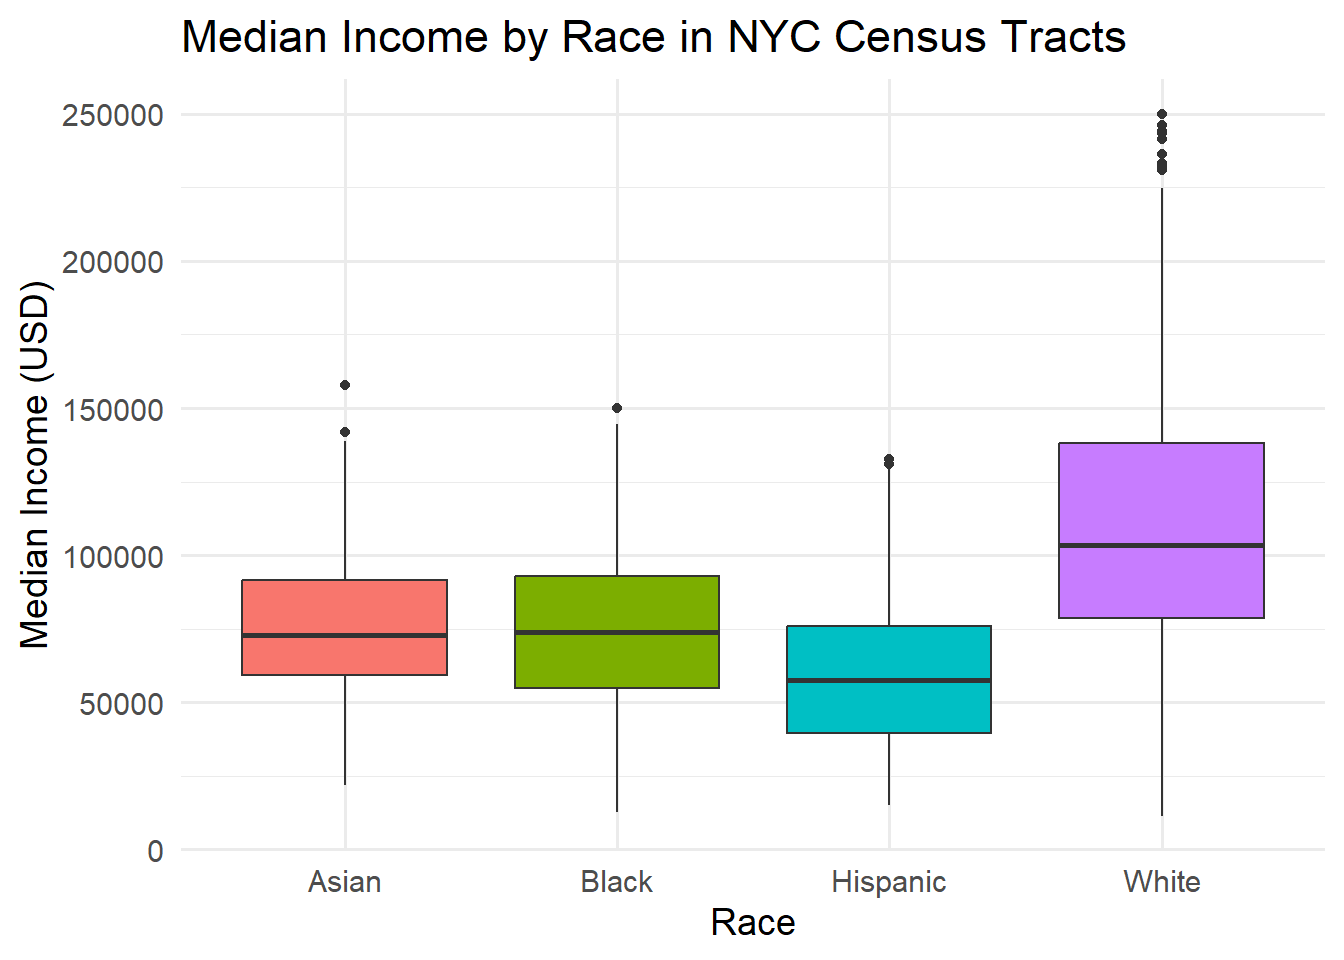 Median Income by Race in NYC Census Tracts
Median Income (USD)
250000
200000
150000
100000
50000
0
Asian Black Hispanic White
Race